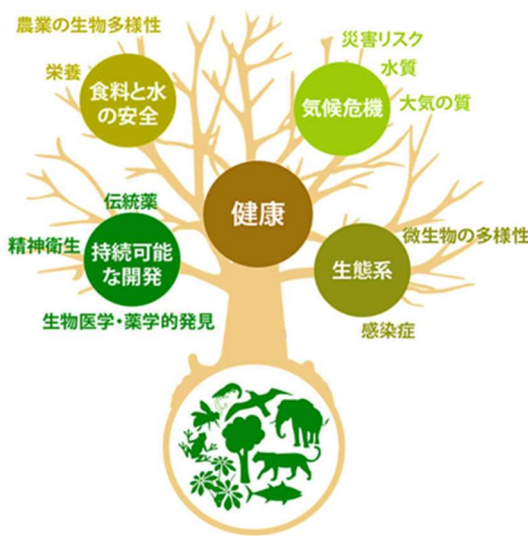 農業の生物多様性
栄養
食料と水
の安全
災害リスク
水質
大気の質
気候危機
健康
伝統薬
精神衛生
持続可能
な開発
生物医学・薬学的発見
微生物の多様性
生態系
感染症